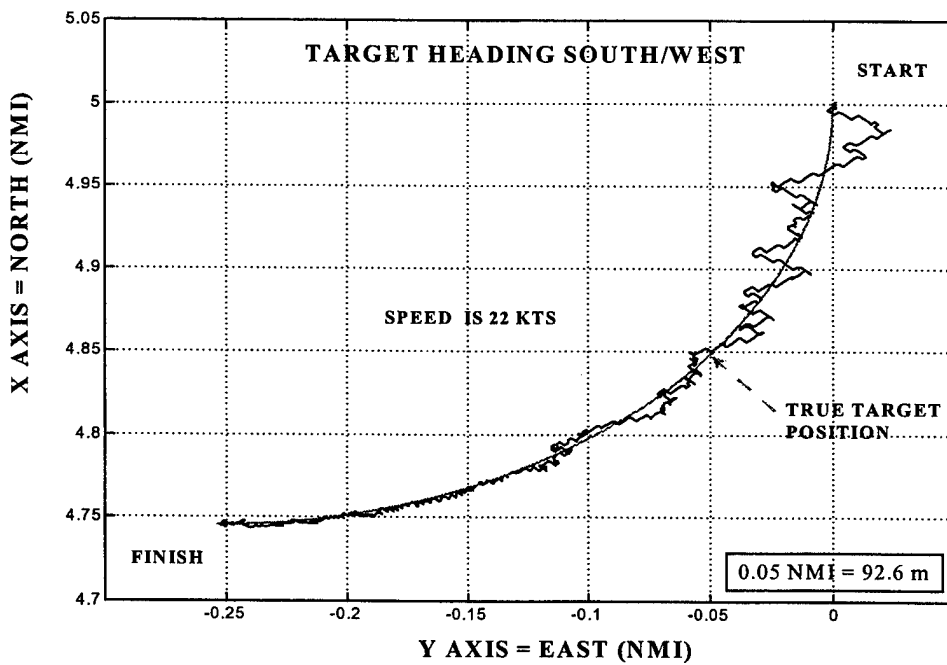 TARGET HEADING SOUTH/WEST
START
SPEED IS 22 KTS
TRUE TARGET
POSITION
FINISH
0.05 NMI = 92.6 m
X AXIS = NORTH (NMI)
5.05
5
4.95
4.9
4.85
4.8
4.75
4.7
-0.25
-0.2
-0.15
-0.1
-0.05
0
Y AXIS = EAST (NMI)